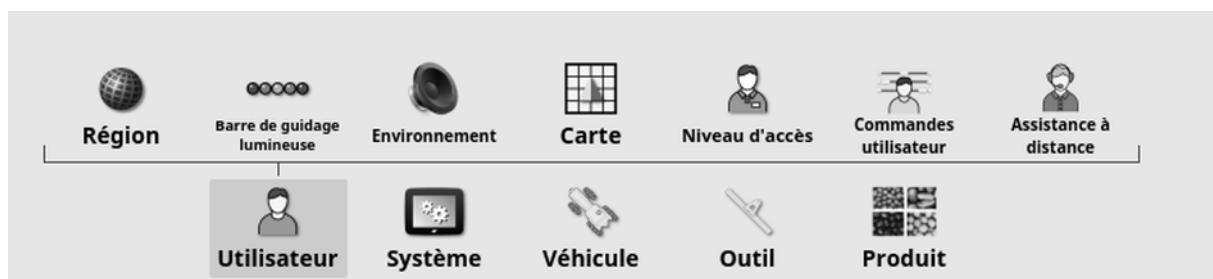 Région
Barre de guidage
lumineuse
Environnement
Carte
Niveau d'accès
Commandes
utilisateur
Assistance à
distance
Utilisateur
Système
Véhicule
Outil
Produit